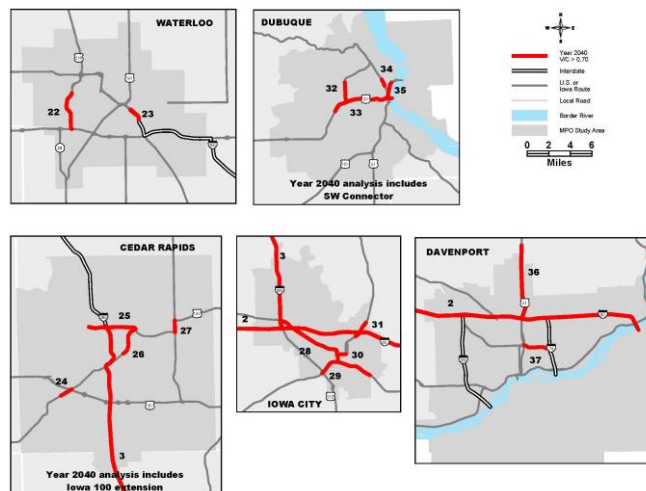 WATERLOO
22
23
DUBUQUE
32
33
34
35
Year 2040 analysis includes
SW Connector
N
Year 2040
V/C > 0.70
Interstate
U.S. or
Iowa Route
Local Road
Border River
MPO Study Area
0 2 4 6
Miles
CEDAR RAPIDS
25
26
27
24
3
Year 2040 analysis includes
Iowa 100 extension
3
2
28
31
30
29
IOWA CITY
DAVENPORT
36
2
37